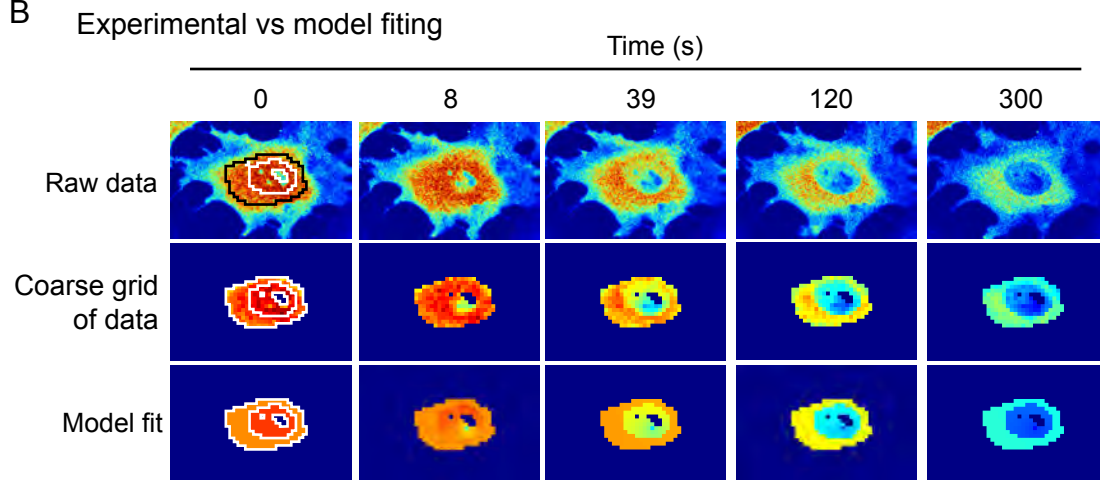 B
Experimental vs model fiting
Time (s)
0 8 39 120 300
Raw data
Coarse grid
of data
Model fit